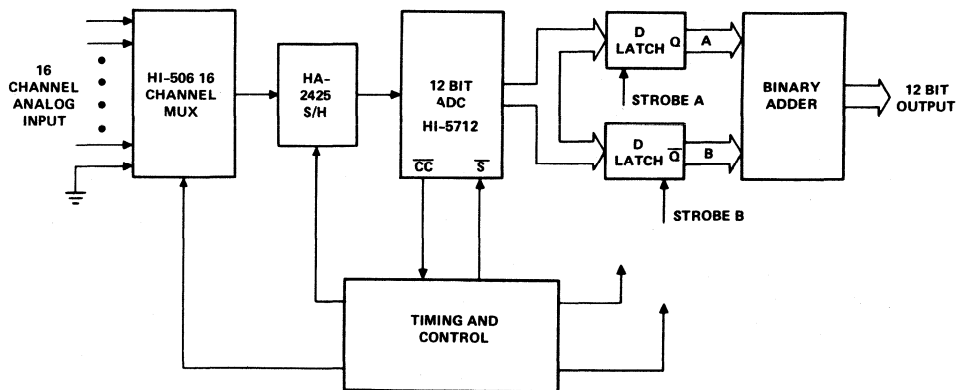 16
CHANNEL
ANALOG
INPUT
HI-506 16
CHANNEL
MUX
HA-
2425
S/H
12 BIT
ADC
HI-5712
CC
S
D
LATCH Q
A
STROBE A
D
LATCH Q
B
STROBE B
BINARY
ADDER
12 BIT
OUTPUT
TIMING AND
CONTROL